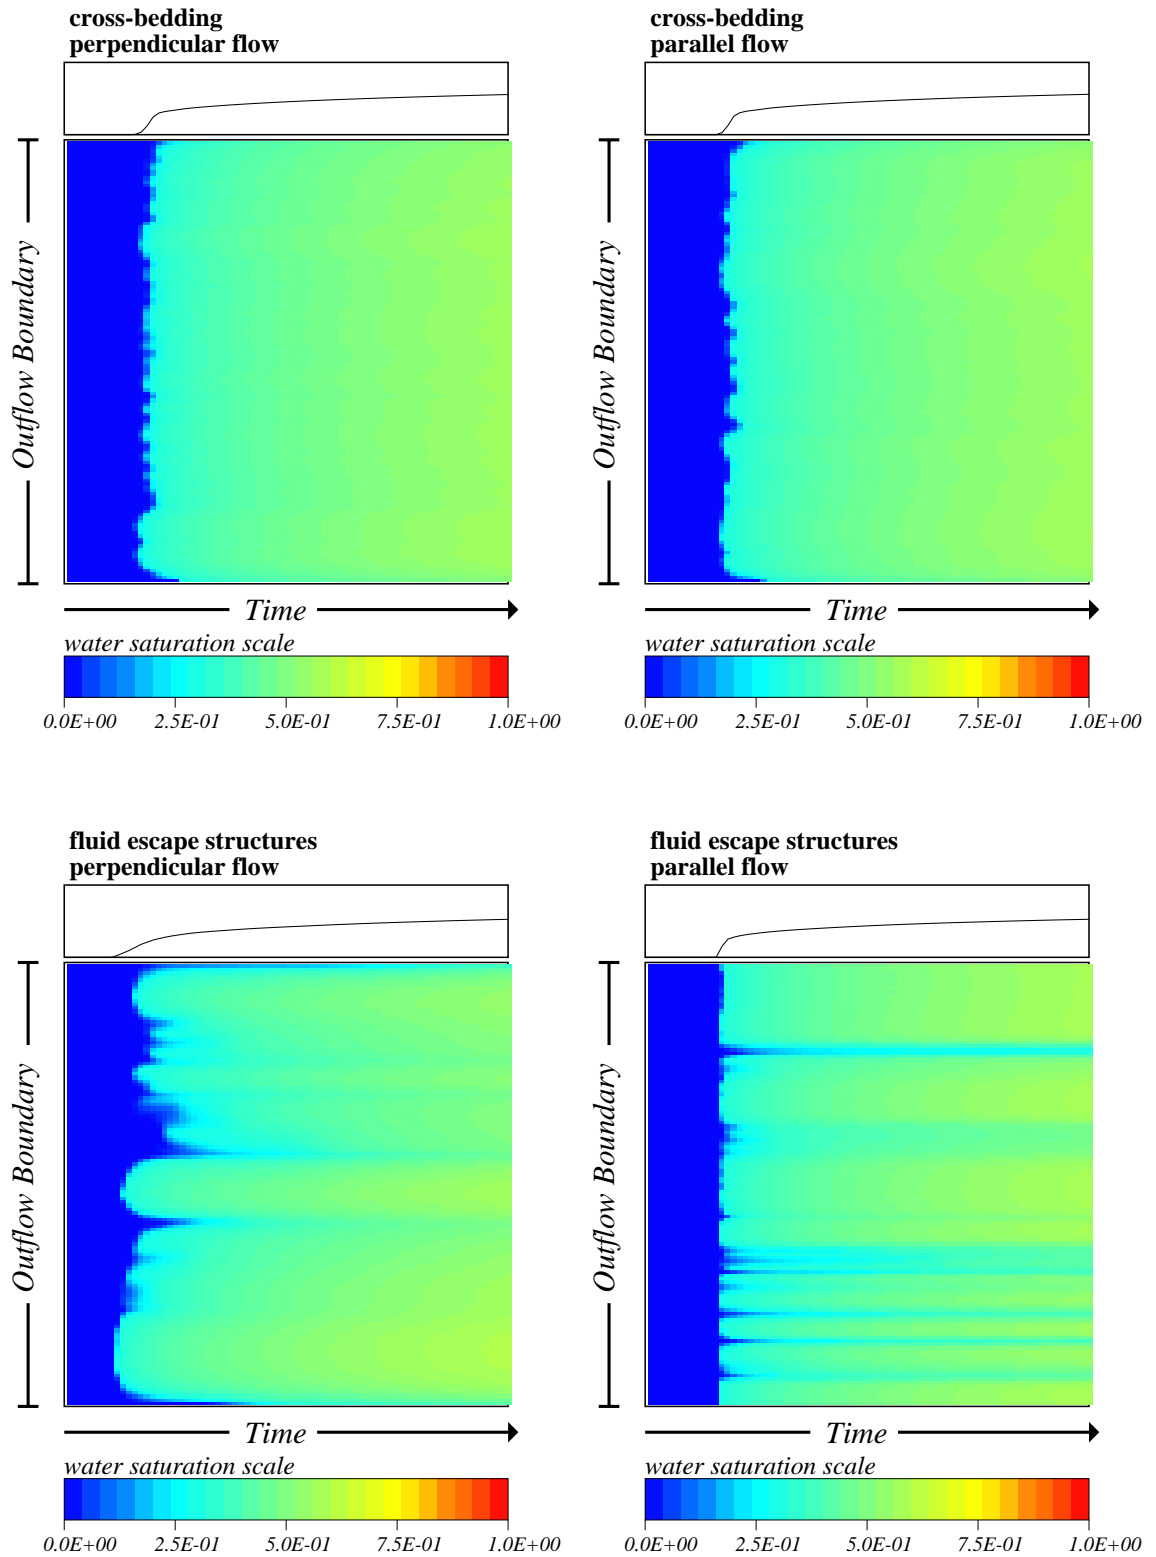 cross-bedding
perpendicular flow
Outflow Boundary
Time
water saturation scale
0.0E+00 2.5E-01 5.0E-01 7.5E-01 1.0E+00
cross-bedding
parallel flow
Outflow Boundary
Time
water saturation scale
0.0E+00 2.5E-01 5.0E-01 7.5E-01 1.0E+00
fluid escape structures
perpendicular flow
Outflow Boundary
Time
water saturation scale
0.0E+00 2.5E-01 5.0E-01 7.5E-01 1.0E+00
fluid escape structures
parallel flow
Outflow Boundary
Time
water saturation scale
0.0E+00 2.5E-01 5.0E-01 7.5E-01 1.0E+00